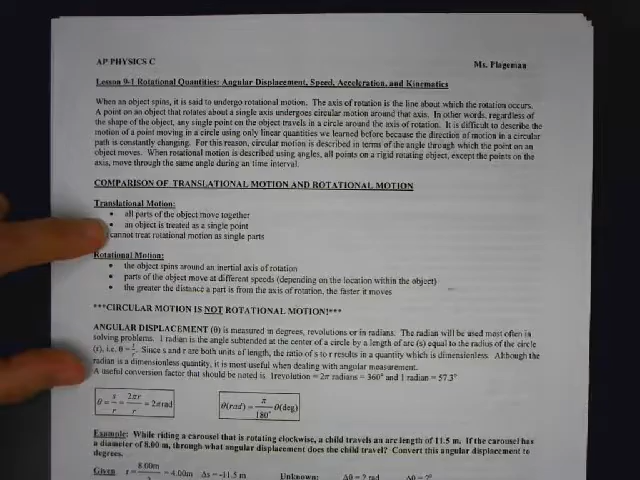 AP PHYSICS C
Ms. Plageman
Lesson 9-1 Rotational Quantities: Angular Displacement, Speed, Acceleration, and Kinematics
When an object spins, it is said to undergo rotational motion. The axis of rotation is the line about which the rotation occurs.
A point on an object that rotates about a single axis undergoes circular motion around that axis. In other words, regardless of
the shape of the object, any single point on the object travels in a circle around the axis of rotation. It is difficult to describe the
motion of a point moving in a circle using only linear quantities we learned before because the direction of motion in a circular
path is constantly changing. For this reason, circular motion is described in terms of the angle through which the point on an
object moves. When rotational motion is described using angles, all points on a rigid rotating object, except the points on the
axis, move through the same angle during an time interval.
COMPARISON OF TRANSLATIONAL MOTION AND ROTATIONAL MOTION
Translational Motion:
• all parts of the object move together
• an object is treated as a single point
cannot treat rotational motion as single parts
Rotational Motion:
• the object spins around an inertial axis of rotation
• parts of the object move at different speeds (depending on the location within the object)
• the greater the distance a part is from the axis of rotation, the faster it moves
***CIRCULAR MOTION IS NOT ROTATIONAL MOTION!***
ANGULAR DISPLACEMENT (θ) is measured in degrees, revolutions or in radians. The radian will be used most often in
solving problems. 1 radian is the angle subtended at the center of a circle by a length of arc (s) equal to the radius of the circle
(r), i.e. θ = s/r. Since s and r are both units of length, the ratio of s to r results in a quantity which is dimensionless. Although the
radian is a dimensionless quantity, it is most useful when dealing with angular measurement.
A useful conversion factor that should be noted is 1revolution = 2π radians = 360° and 1 radian = 57.3°
θ = s/r = 2πr/r = 2πrad
θ(rad) = π/180° θ(deg)
Example: While riding a carousel that is rotating clockwise, a child travels an arc length of 11.5 m. If the carousel has
a diameter of 8.00 m, through what angular displacement does the child travel? Convert this angular displacement to
degrees.
Given r = 8.00m/2 = 4.00m Δs = -11.5 m Unknown: Δθ = ? rad Δθ = ?°